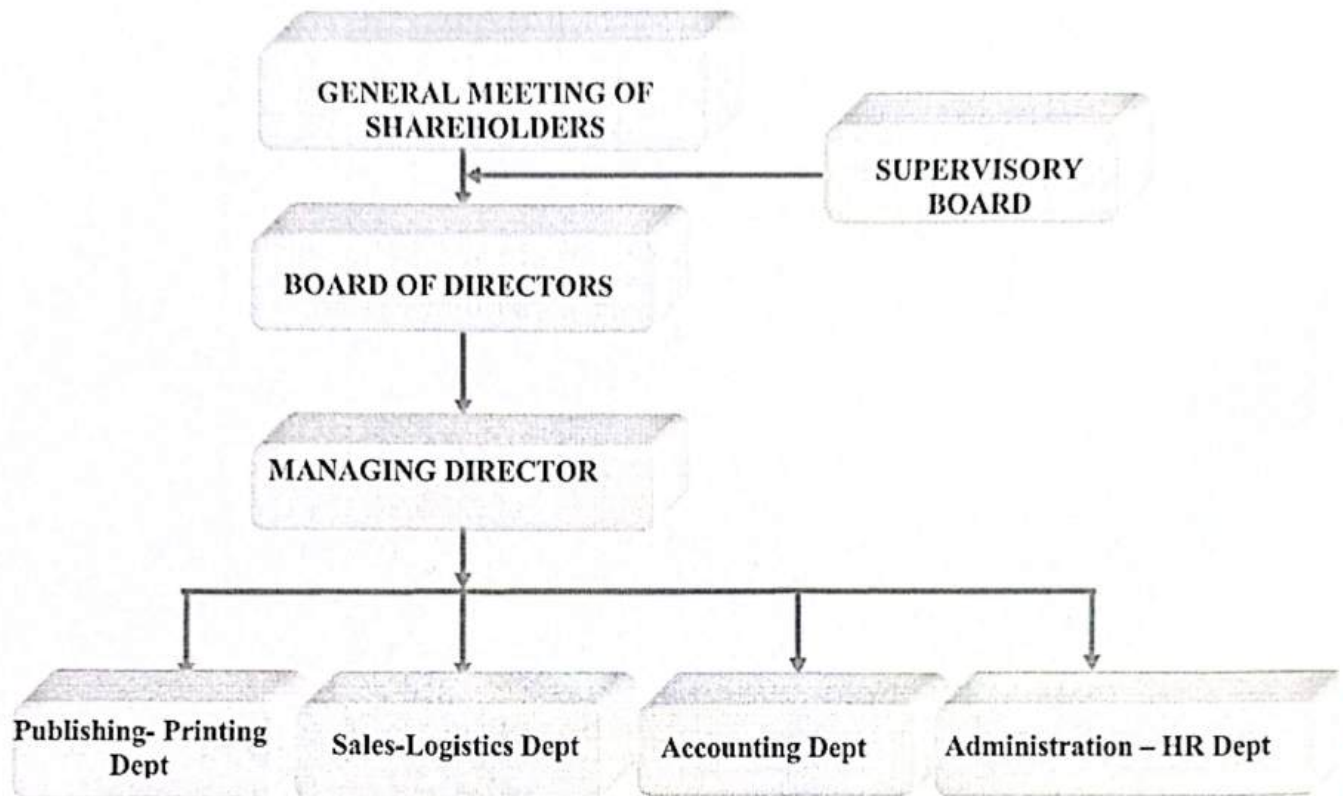 GENERAL MEETING OF
SHAREHOLDERS
SUPERVISORY
BOARD
BOARD OF DIRECTORS
MANAGING DIRECTOR
Publishing- Printing
Dept
Sales-Logistics Dept
Accounting Dept
Administration – HR Dept